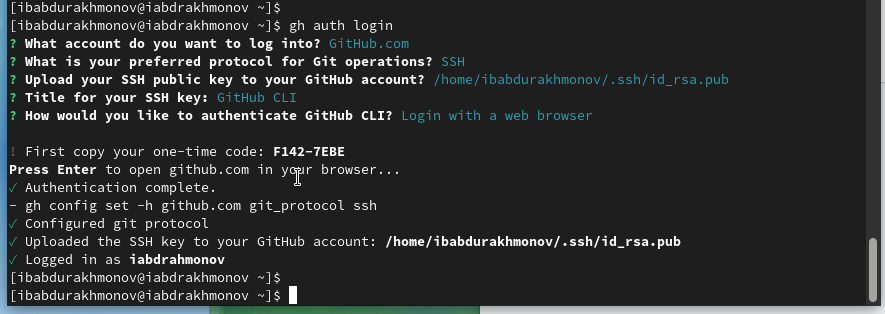 [ibabdurakhmonov@iabdrakhmonov ~]$
[ibabdurakhmonov@iabdrakhmonov ~]$ gh auth login
? What account do you want to log into? GitHub.com
? What is your preferred protocol for Git operations? SSH
? Upload your SSH public key to your GitHub account? /home/ibabdurakhmonov/.ssh/id_rsa.pub
? Title for your SSH key: GitHub CLI
? How would you like to authenticate GitHub CLI? Login with a web browser
! First copy your one-time code: F142-7EBE
Press Enter to open github.com in your browser...
✓ Authentication complete.
- gh config set -h github.com git_protocol ssh
✓ Configured git protocol
✓ Uploaded the SSH key to your GitHub account: /home/ibabdurakhmonov/.ssh/id_rsa.pub
✓ Logged in as iabdrahmonov
[ibabdurakhmonov@iabdrakhmonov ~]$
[ibabdurakhmonov@iabdrakhmonov ~]$